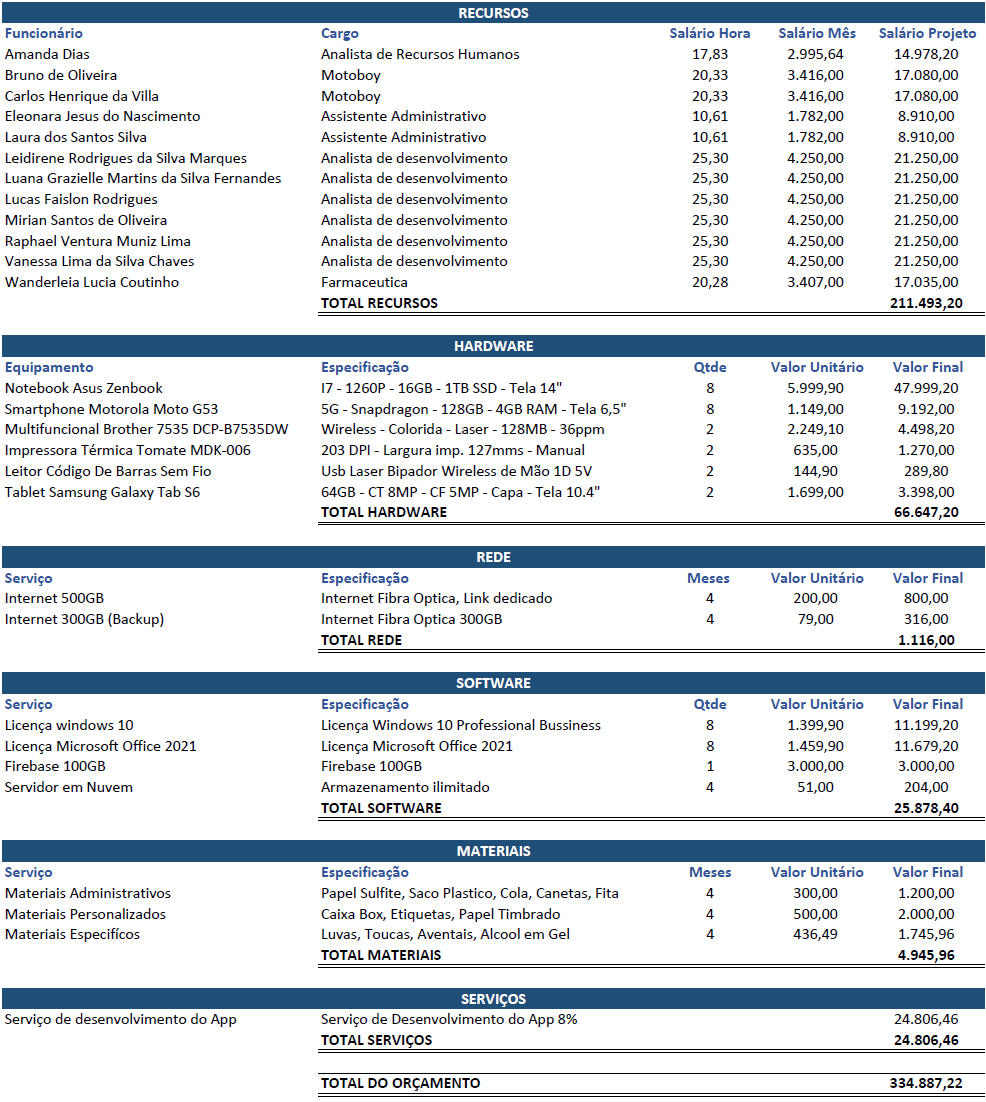 RECURSOS
Funcionário Cargo Salário Hora Salário Mês Salário Projeto
Amanda Dias Analista de Recursos Humanos 17,83 2.995,64 14.978,20
Bruno de Oliveira Motoboy 20,33 3.416,00 17.080,00
Carlos Henrique da Villa Motoboy 20,33 3.416,00 17.080,00
Eleonara Jesus do Nascimento Assistente Administrativo 10,61 1.782,00 8.910,00
Laura dos Santos Silva Assistente Administrativo 10,61 1.782,00 8.910,00
Leidirene Rodrigues da Silva Marques Analista de desenvolvimento 25,30 4.250,00 21.250,00
Luana Grazielle Martins da Silva Fernandes Analista de desenvolvimento 25,30 4.250,00 21.250,00
Lucas Faislon Rodrigues Analista de desenvolvimento 25,30 4.250,00 21.250,00
Mirian Santos de Oliveira Analista de desenvolvimento 25,30 4.250,00 21.250,00
Raphael Ventura Muniz Lima Analista de desenvolvimento 25,30 4.250,00 21.250,00
Vanessa Lima da Silva Chaves Analista de desenvolvimento 25,30 4.250,00 21.250,00
Wanderleia Lucia Coutinho Farmaceutica 20,28 3.407,00 17.035,00
TOTAL RECURSOS 211.493,20
HARDWARE
Equipamento Especificação Qtde Valor Unitário Valor Final
Notebook Asus Zenbook I7 - 1260P - 16GB - 1TB SSD - Tela 14" 8 5.999,90 47.999,20
Smartphone Motorola Moto G53 5G - Snapdragon - 128GB - 4GB RAM - Tela 6,5" 8 1.149,00 9.192,00
Multifuncional Brother 7535 DCP-B7535DW Wireless - Colorida - Laser - 128MB - 36ppm 2 2.249,10 4.498,20
Impressora Térmica Tomate MDK-006 203 DPI - Largura imp. 127mms - Manual 2 635,00 1.270,00
Leitor Código De Barras Sem Fio Usb Laser Bipador Wireless de Mão 1D 5V 2 144,90 289,80
Tablet Samsung Galaxy Tab S6 64GB - CT 8MP - CF 5MP - Capa - Tela 10.4" 2 1.699,00 3.398,00
TOTAL HARDWARE 66.647,20
REDE
Serviço Especificação Meses Valor Unitário Valor Final
Internet 500GB Internet Fibra Optica, Link dedicado 4 200,00 800,00
Internet 300GB (Backup) Internet Fibra Optica 300GB 4 79,00 316,00
TOTAL REDE 1.116,00
SOFTWARE
Serviço Especificação Qtde Valor Unitário Valor Final
Licença windows 10 Licença Windows 10 Professional Bussiness 8 1.399,90 11.199,20
Licença Microsoft Office 2021 Licença Microsoft Office 2021 8 1.459,90 11.679,20
Firebase 100GB Firebase 100GB 1 3.000,00 3.000,00
Servidor em Nuvem Armazenamento ilimitado 4 51,00 204,00
TOTAL SOFTWARE 25.878,40
MATERIAIS
Serviço Especificação Meses Valor Unitário Valor Final
Materiais Administrativos Papel Sulfite, Saco Plastico, Cola, Canetas, Fita 4 300,00 1.200,00
Materiais Personalizados Caixa Box, Etiquetas, Papel Timbrado 4 500,00 2.000,00
Materiais Especifícos Luvas, Toucas, Aventais, Alcool em Gel 4 436,49 1.745,96
TOTAL MATERIAIS 4.945,96
SERVIÇOS
Serviço de desenvolvimento do App Serviço de Desenvolvimento do App 8% 24.806,46
TOTAL SERVIÇOS 24.806,46
TOTAL DO ORÇAMENTO 334.887,22